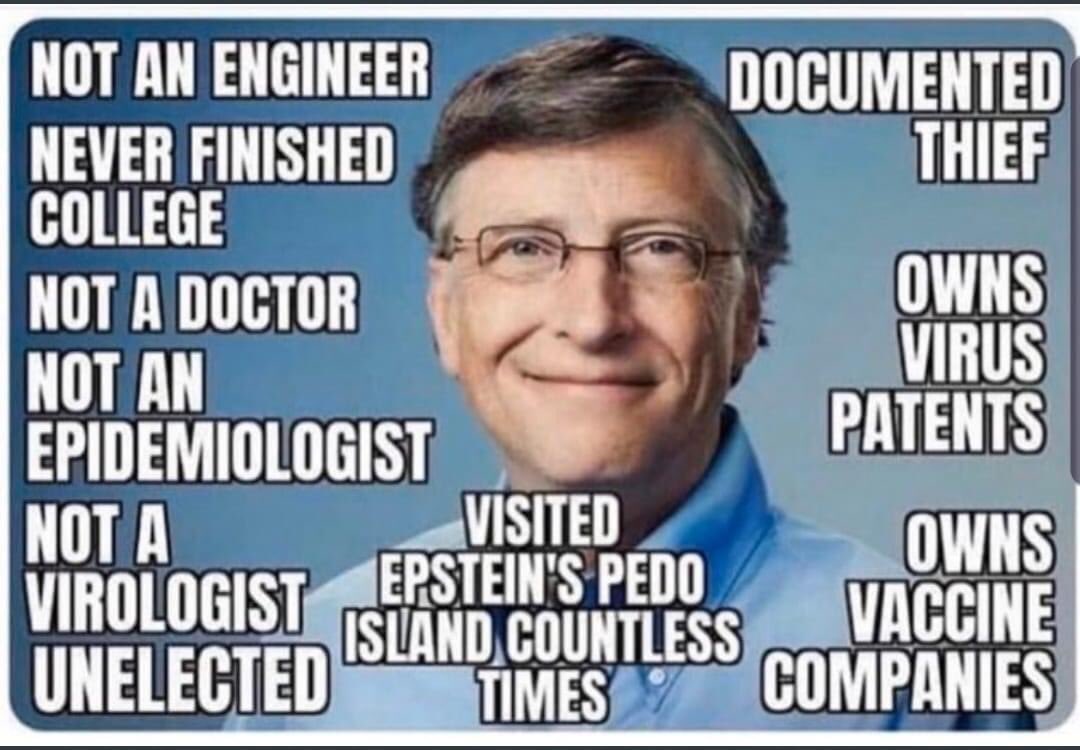 NOT AN ENGINEER
NEVER FINISHED
COLLEGE
NOT A DOCTOR
NOT AN
EPIDEMIOLOGIST
NOT A
VIROLOGIST
UNELECTED
VISITED
EPSTEIN'S PEDO
ISLAND COUNTLESS
TIMES
DOCUMENTED
THIEF
OWNS
VIRUS
PATENTS
OWNS
VACCINE
COMPANIES